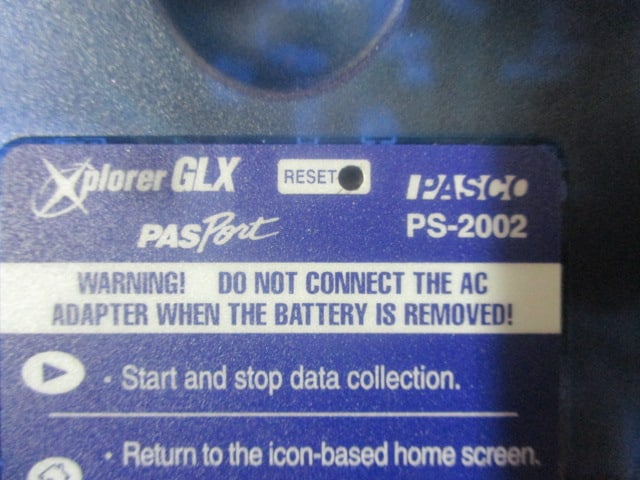 Xplorer GLX RESET PASCO
PASPort PS-2002
WARNING! DO NOT CONNECT THE AC
ADAPTER WHEN THE BATTERY IS REMOVED!
· Start and stop data collection.
· Return to the icon-based home screen.